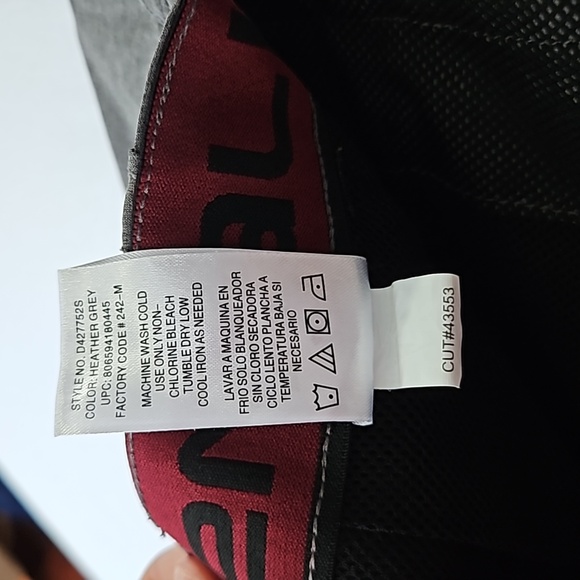 STYLE NO. D427752S
COLOR: HEATHER GREY
UPC: 806594180445
FACTORY CODE # 242-M
MACHINE WASH COLD
USE ONLY NON-
CHLORINE BLEACH
TUMBLE DRY LOW
COOL IRON AS NEEDED
LAVAR A MAQUINA EN
FRIO SOLO BLANQUEADOR
SIN CLORO SECADORA
CICLO LENTO PLANCHA A
TEMPERATURA BAJA SI
NECESARIO
CUT#43553